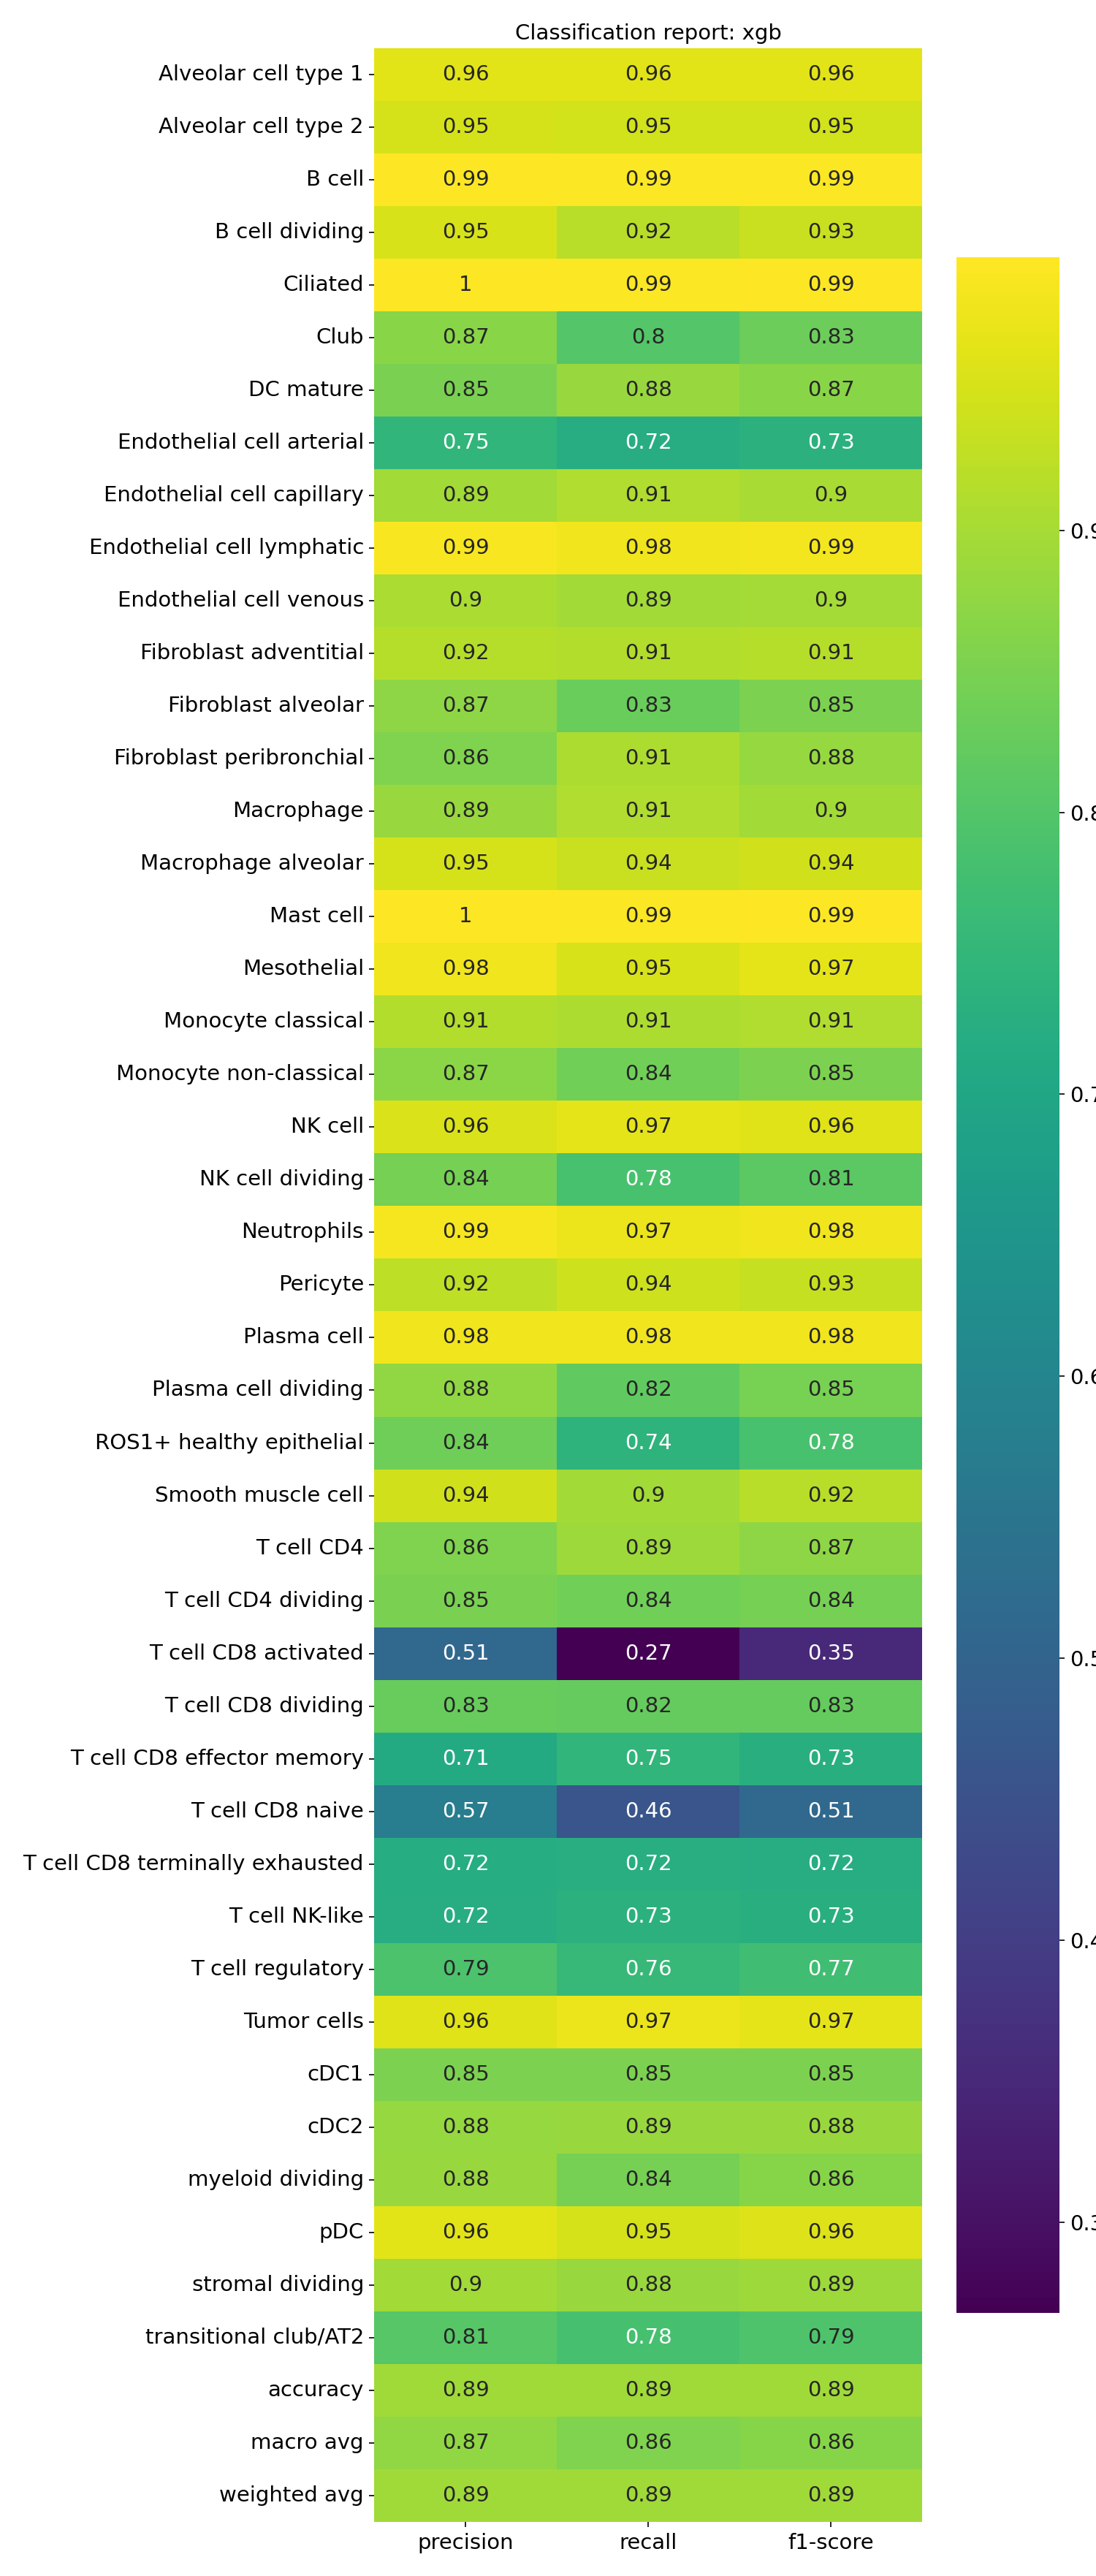 Classification report: xgb
Alveolar cell type 1 0.96 0.96 0.96
Alveolar cell type 2 0.95 0.95 0.95
B cell 0.99 0.99 0.99
B cell dividing 0.95 0.92 0.93
Ciliated 1 0.99 0.99
Club 0.87 0.8 0.83
DC mature 0.85 0.88 0.87
Endothelial cell arterial 0.75 0.72 0.73
Endothelial cell capillary 0.89 0.91 0.9
Endothelial cell lymphatic 0.99 0.98 0.99
Endothelial cell venous 0.9 0.89 0.9
Fibroblast adventitial 0.92 0.91 0.91
Fibroblast alveolar 0.87 0.83 0.85
Fibroblast peribronchial 0.86 0.91 0.88
Macrophage 0.89 0.91 0.9
Macrophage alveolar 0.95 0.94 0.94
Mast cell 1 0.99 0.99
Mesothelial 0.98 0.95 0.97
Monocyte classical 0.91 0.91 0.91
Monocyte non-classical 0.87 0.84 0.85
NK cell 0.96 0.97 0.96
NK cell dividing 0.84 0.78 0.81
Neutrophils 0.99 0.97 0.98
Pericyte 0.92 0.94 0.93
Plasma cell 0.98 0.98 0.98
Plasma cell dividing 0.88 0.82 0.85
ROS1+ healthy epithelial 0.84 0.74 0.78
Smooth muscle cell 0.94 0.9 0.92
T cell CD4 0.86 0.89 0.87
T cell CD4 dividing 0.85 0.84 0.84
T cell CD8 activated 0.51 0.27 0.35
T cell CD8 dividing 0.83 0.82 0.83
T cell CD8 effector memory 0.71 0.75 0.73
T cell CD8 naive 0.57 0.46 0.51
T cell CD8 terminally exhausted 0.72 0.72 0.72
T cell NK-like 0.72 0.73 0.73
T cell regulatory 0.79 0.76 0.77
Tumor cells 0.96 0.97 0.97
cDC1 0.85 0.85 0.85
cDC2 0.88 0.89 0.88
myeloid dividing 0.88 0.84 0.86
pDC 0.96 0.95 0.96
stromal dividing 0.9 0.88 0.89
transitional club/AT2 0.81 0.78 0.79
accuracy 0.89 0.89 0.89
macro avg 0.87 0.86 0.86
weighted avg 0.89 0.89 0.89
precision recall f1-score